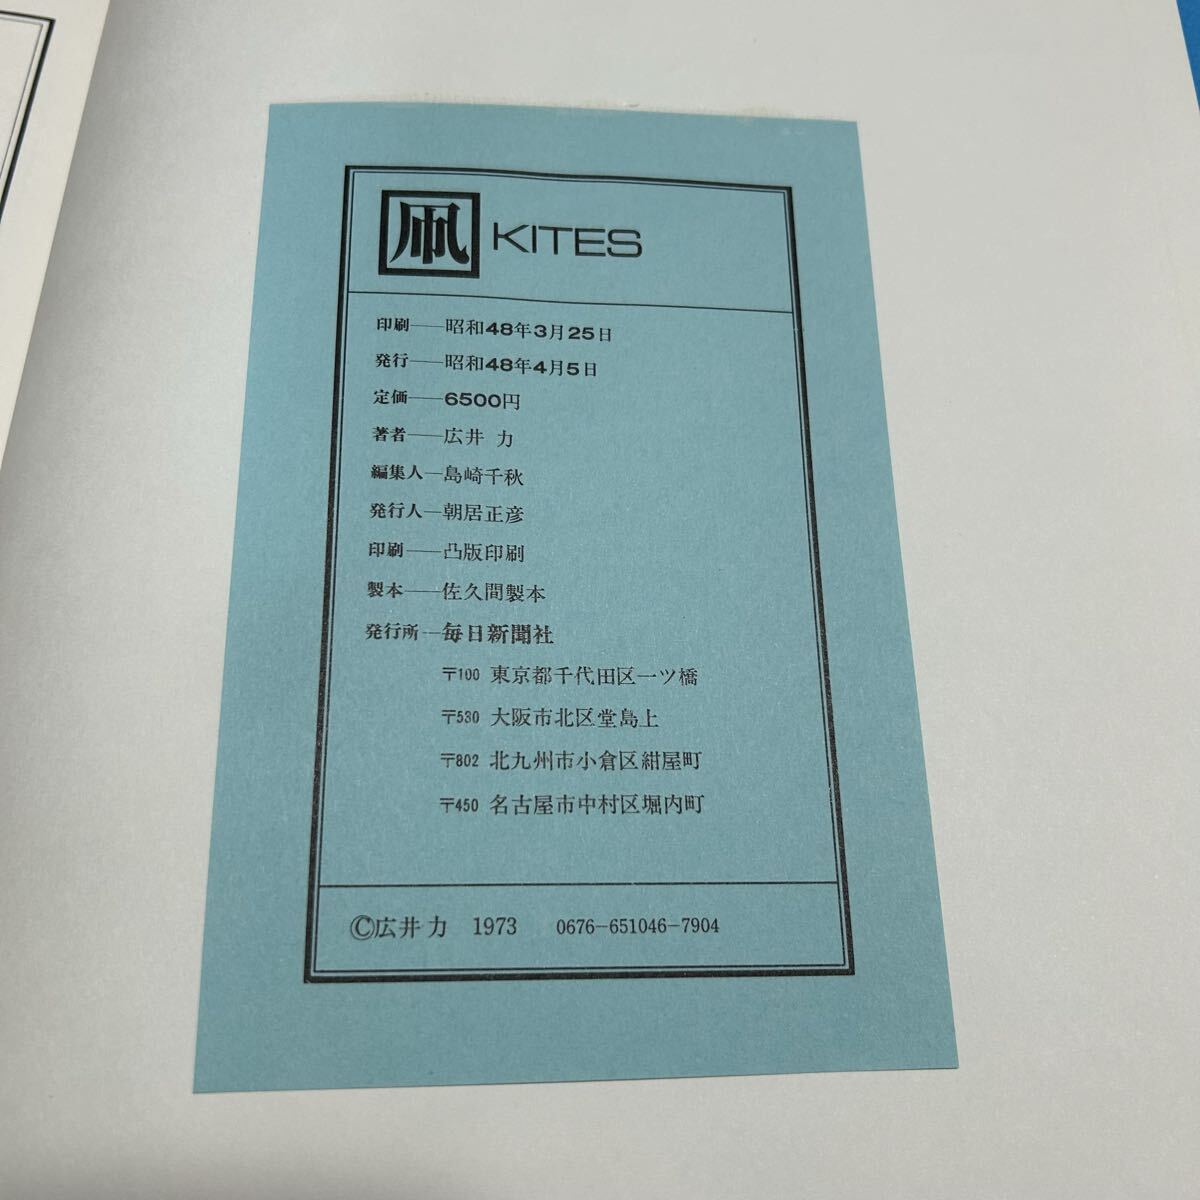 凧 KITES
印刷──昭和48年3月25日
発行──昭和48年4月5日
定価──6500円
著者──広井 力
編集人─島崎千秋
発行人─朝居正彦
印刷──凸版印刷
製本──佐久間製本
発行所─毎日新聞社
〒100 東京都千代田区一ツ橋
〒530 大阪市北区堂島上
〒802 北九州市小倉区紺屋町
〒450 名古屋市中村区堀内町
©広井力 1973 0676-651046-7904